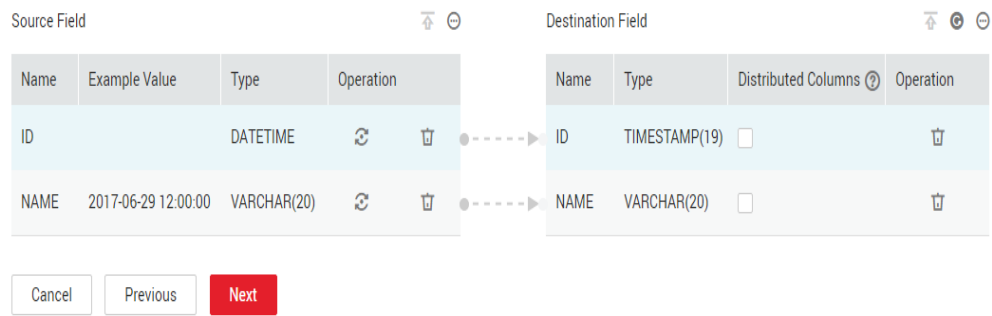 Source Field
Destination Field
Name Example Value Type Operation
Name Type Distributed Columns ? Operation
ID DATETIME
ID TIMESTAMP(19)
NAME 2017-06-29 12:00:00 VARCHAR(20)
NAME VARCHAR(20)
Cancel Previous Next